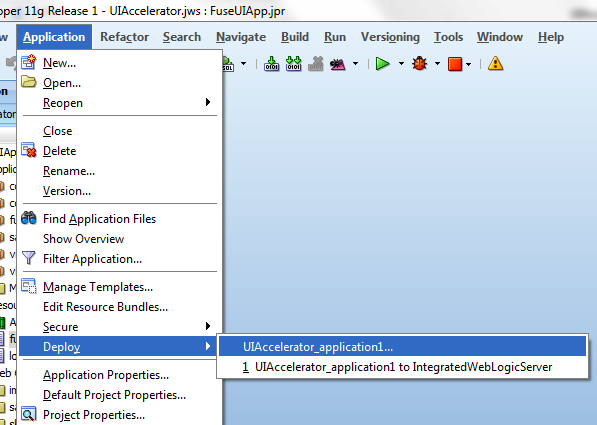 oper 11g Release 1 - UIAccelerator.jws : FuseUIApp.jpr
w Application Refactor Search Navigate Build Run Versioning Tools Window Help
New...
Open...
Reopen
Close
Delete
Rename...
Version...
Find Application Files
Show Overview
Filter Application...
Manage Templates...
Edit Resource Bundles...
Secure
Deploy
UIAccelerator_application1...
1 UIAccelerator_application1 to IntegratedWebLogicServer
Application Properties...
Default Project Properties...
Project Properties...